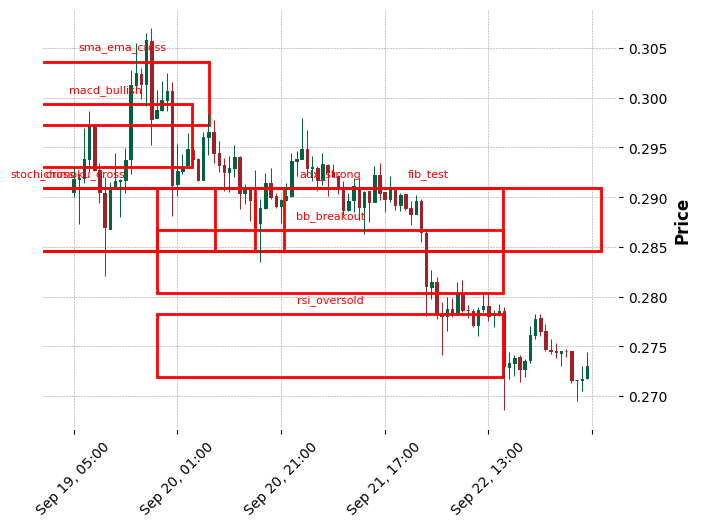 sma_ema_cross
macd_bullish
adx_strong
fib_test
bb_breakout
rsi_oversold
0.305
0.300
0.295
0.290
0.285
0.280
0.275
0.270
Price
Sep 19, 05:00
Sep 20, 01:00
Sep 20, 21:00
Sep 21, 17:00
Sep 22, 13:00